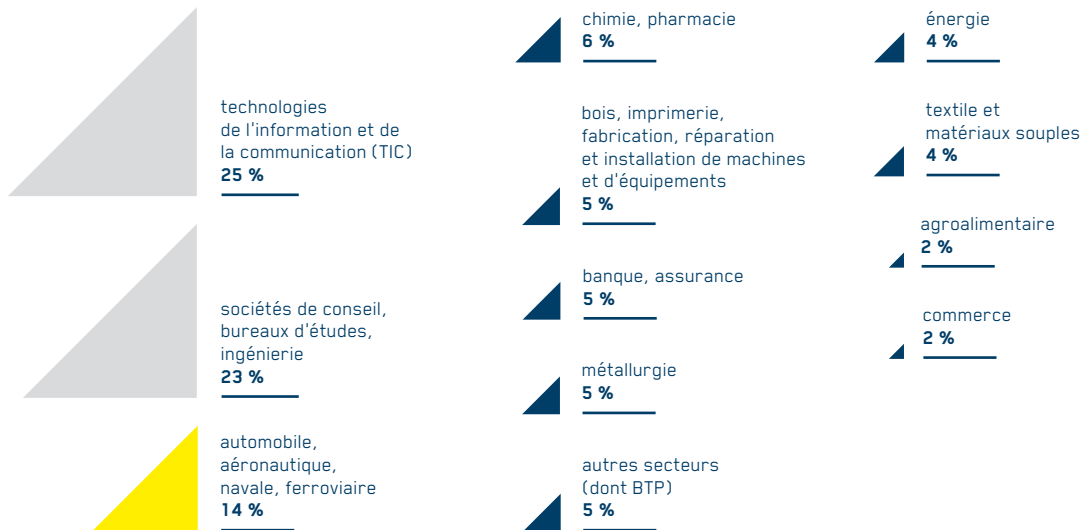 technologies
de l'information et de
la communication (TIC)
25 %
sociétés de conseil,
bureaux d'études,
ingénierie
23 %
automobile,
aéronautique,
navale, ferroviaire
14 %
chimie, pharmacie
6 %
bois, imprimerie,
fabrication, réparation
et installation de machines
et d'équipements
5 %
banque, assurance
5 %
métallurgie
5 %
autres secteurs
(dont BTP)
5 %
énergie
4 %
textile et
matériaux souples
4 %
agroalimentaire
2 %
commerce
2 %